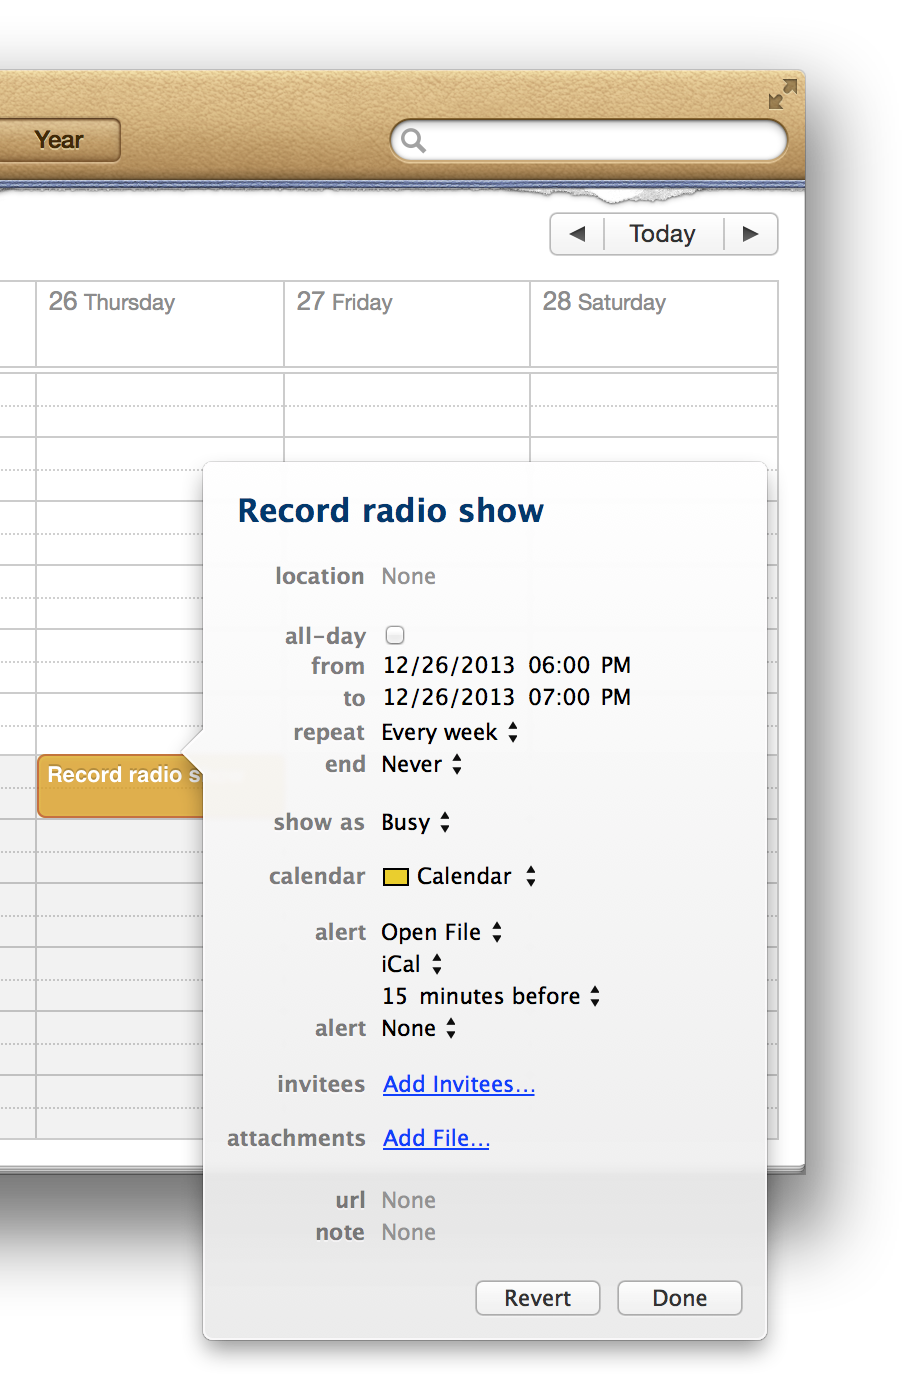 Year
◀ Today ▶
26 Thursday 27 Friday 28 Saturday
Record radio show
location None
all-day
from 12/26/2013 06:00 PM
to 12/26/2013 07:00 PM
repeat Every week
end Never
Record radio s
show as Busy
calendar Calendar
alert Open File
iCal
15 minutes before
alert None
invitees Add Invitees...
attachments Add File...
url None
note None
Revert Done